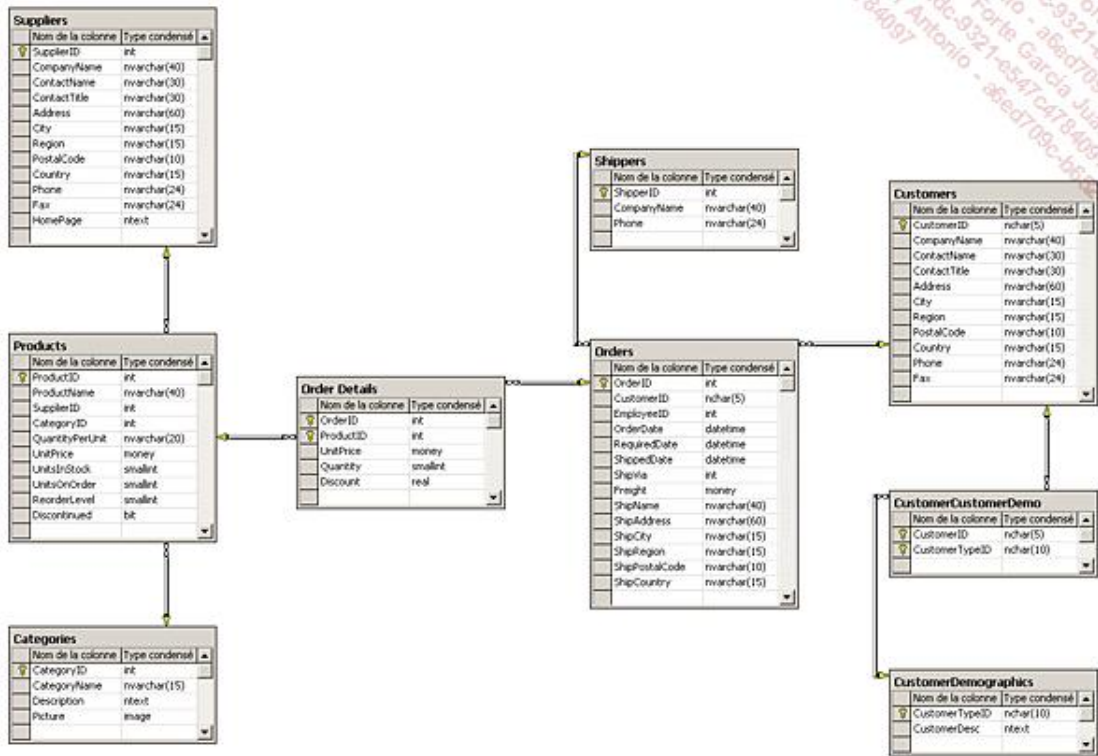 Suppliers
Nom de la colonne Type condensé
SupplierID int
CompanyName nvarchar(40)
ContactName nvarchar(30)
ContactTitle nvarchar(30)
Address nvarchar(60)
City nvarchar(15)
Region nvarchar(15)
PostalCode nvarchar(10)
Country nvarchar(15)
Phone nvarchar(24)
Fax nvarchar(24)
HomePage ntext
Products
Nom de la colonne Type condensé
ProductID int
ProductName nvarchar(40)
SupplierID int
CategoryID int
QuantityPerUnit nvarchar(20)
UnitPrice money
UnitsInStock smallint
UnitsOnOrder smallint
ReorderLevel smallint
Discontinued bit
Categories
Nom de la colonne Type condensé
CategoryID int
CategoryName nvarchar(15)
Description ntext
Picture image
Order Details
Nom de la colonne Type condensé
OrderID int
ProductID int
UnitPrice money
Quantity smallint
Discount real
Shippers
Nom de la colonne Type condensé
ShipperID int
CompanyName nvarchar(40)
Phone nvarchar(24)
Orders
Nom de la colonne Type condensé
OrderID int
CustomerID nchar(5)
EmployeeID int
OrderDate datetime
RequiredDate datetime
ShippedDate datetime
ShipVia int
Freight money
ShipName nvarchar(40)
ShipAddress nvarchar(60)
ShipCity nvarchar(15)
ShipRegion nvarchar(15)
ShipPostalCode nvarchar(10)
ShipCountry nvarchar(15)
Customers
Nom de la colonne Type condensé
CustomerID nchar(5)
CompanyName nvarchar(40)
ContactName nvarchar(30)
ContactTitle nvarchar(30)
Address nvarchar(60)
City nvarchar(15)
Region nvarchar(15)
PostalCode nvarchar(10)
Country nvarchar(15)
Phone nvarchar(24)
Fax nvarchar(24)
CustomerCustomerDemo
Nom de la colonne Type condensé
CustomerID nchar(5)
CustomerTypeID nchar(10)
CustomerDemographics
Nom de la colonne Type condensé
CustomerTypeID nchar(10)
CustomerDesc ntext